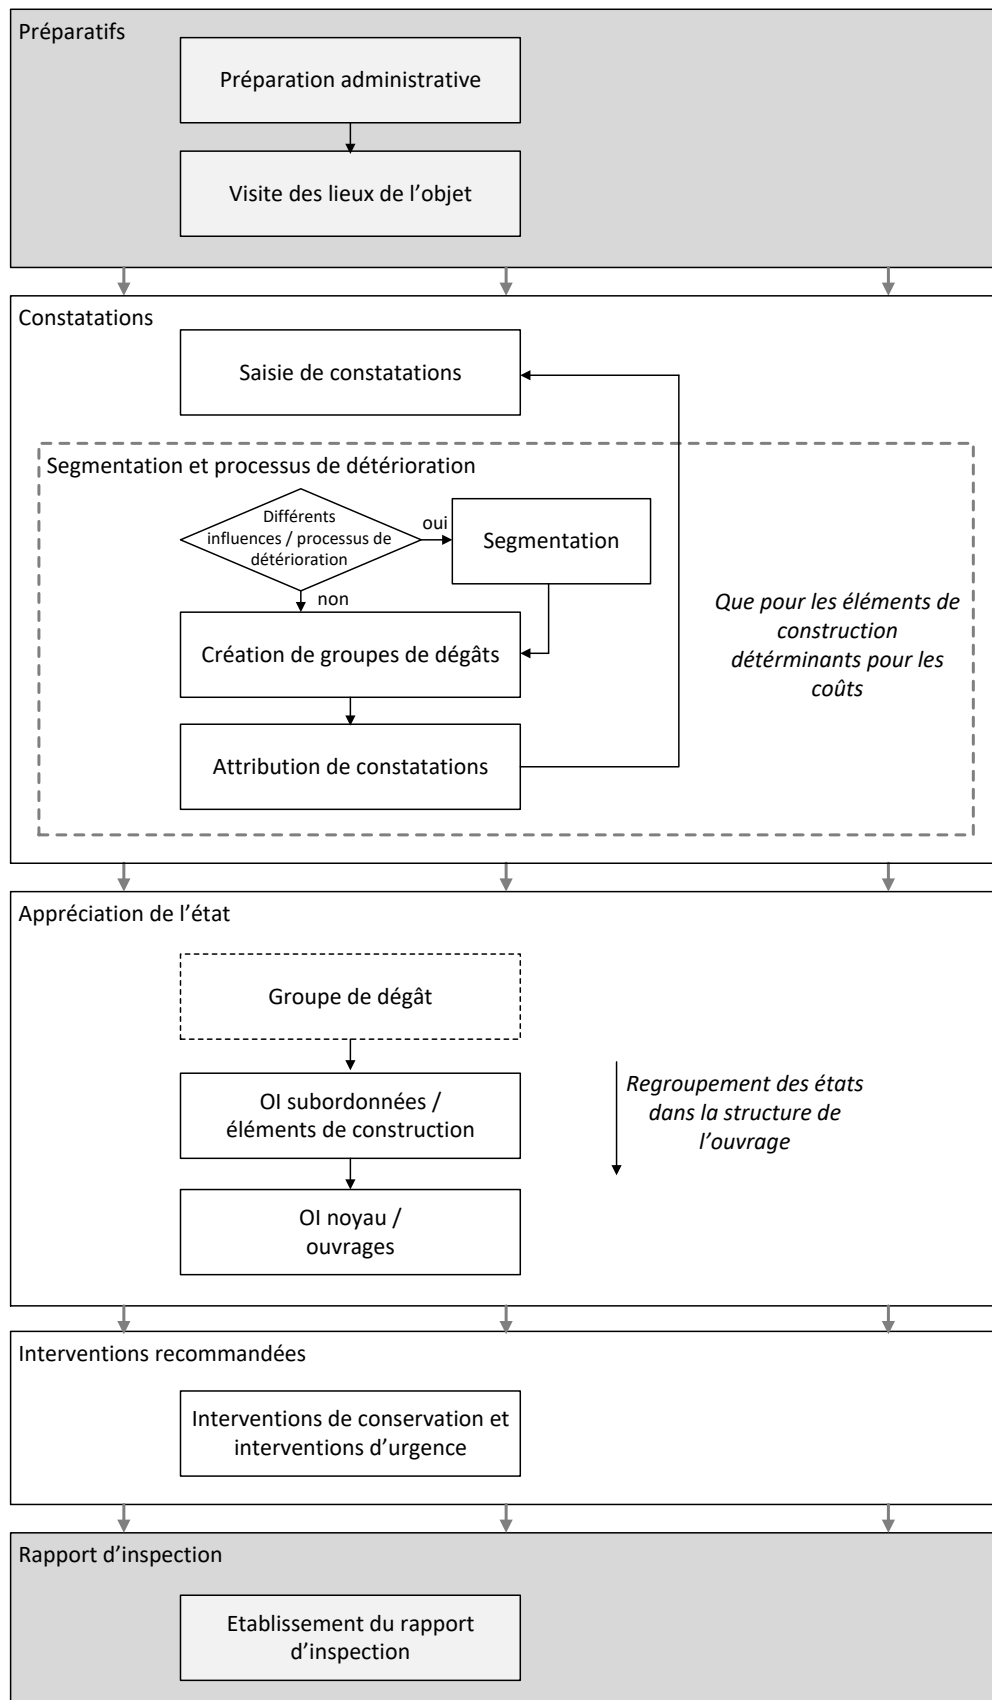 Préparatifs
Préparation administrative
Visite des lieux de l’objet
Constatations
Saisie de constatations
Segmentation et processus de détérioration
Différents
influences / processus de
détérioration
oui
Segmentation
non
Création de groupes de dégâts
Attribution de constatations
Que pour les éléments de
construction
détérminants pour les
coûts
Appréciation de l’état
Groupe de dégât
OI subordonnées /
éléments de construction
OI noyau /
ouvrages
Regroupement des états
dans la structure de
l’ouvrage
Interventions recommandées
Interventions de conservation et
interventions d’urgence
Rapport d’inspection
Etablissement du rapport
d’inspection